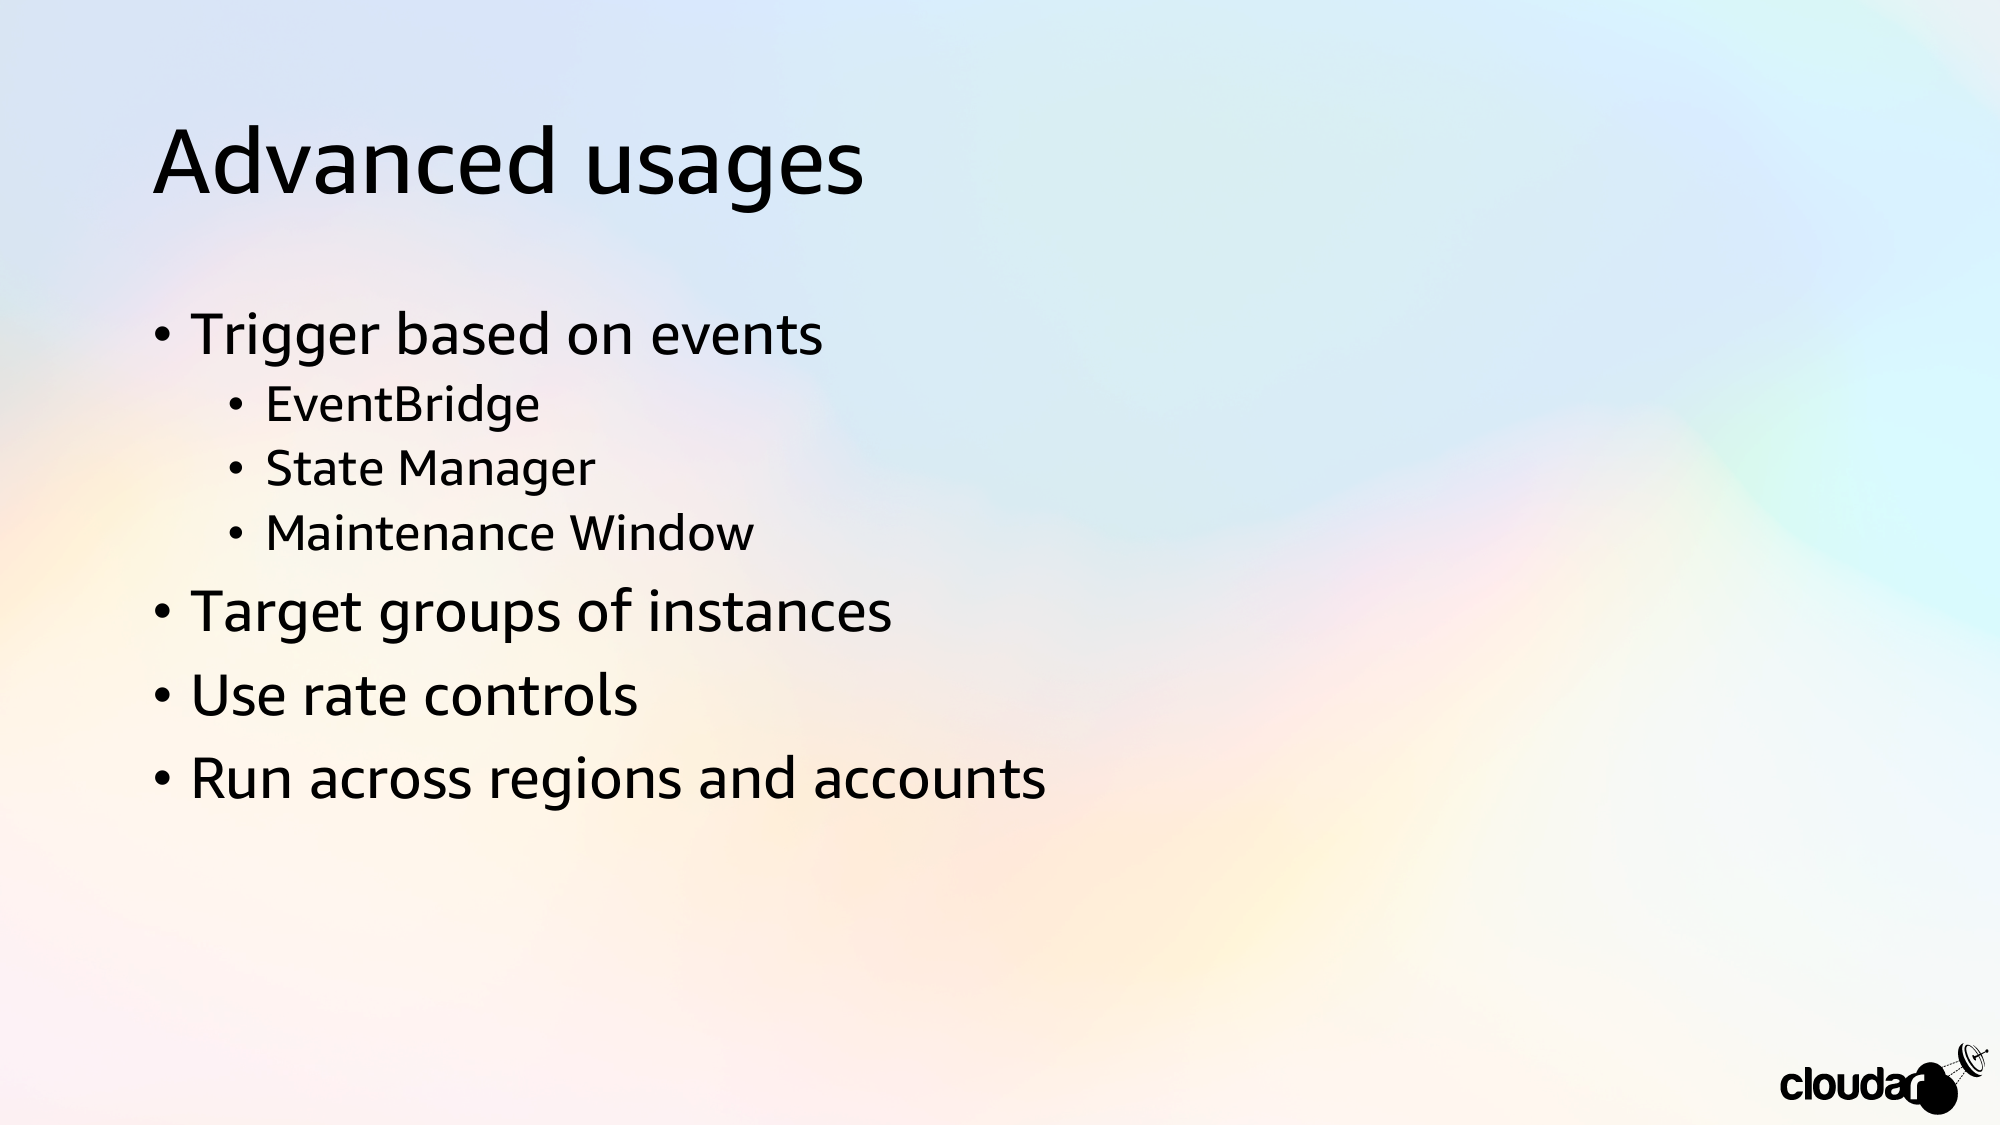 Advanced usages
• Trigger based on events
• EventBridge
• State Manager
• Maintenance Window
• Target groups of instances
• Use rate controls
• Run across regions and accounts
cloudar